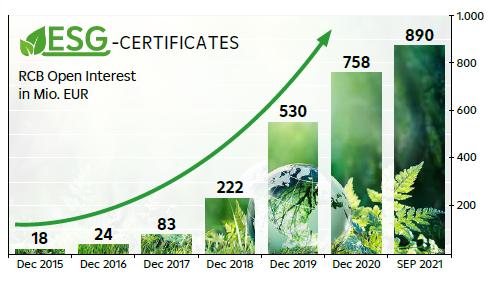 ESG-CERTIFICATES
RCB Open Interest
in Mio. EUR
1.000
800
600
400
200
18
24
83
222
530
758
890
Dec 2015
Dec 2016
Dec 2017
Dec 2018
Dec 2019
Dec 2020
SEP 2021